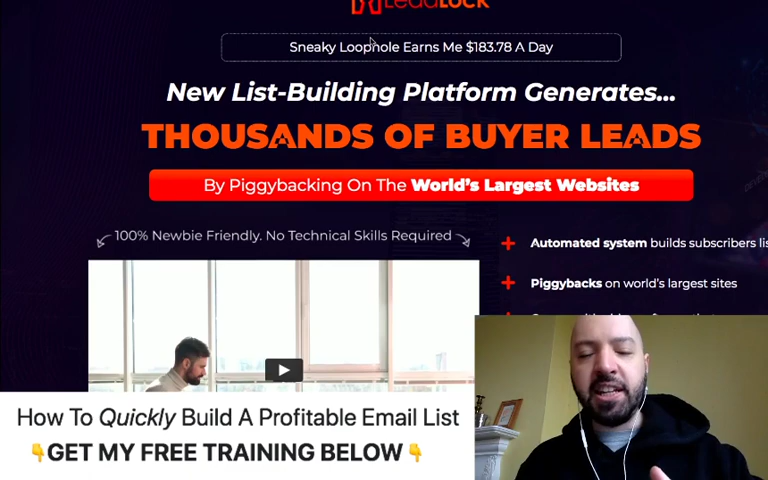 LeadLock
Sneaky Loophole Earns Me $183.78 A Day
New List-Building Platform Generates...
THOUSANDS OF BUYER LEADS
By Piggybacking On The World's Largest Websites
100% Newbie Friendly. No Technical Skills Required
Automated system builds subscribers lis
Piggybacks on world's largest sites
How To Quickly Build A Profitable Email List
👇GET MY FREE TRAINING BELOW👇